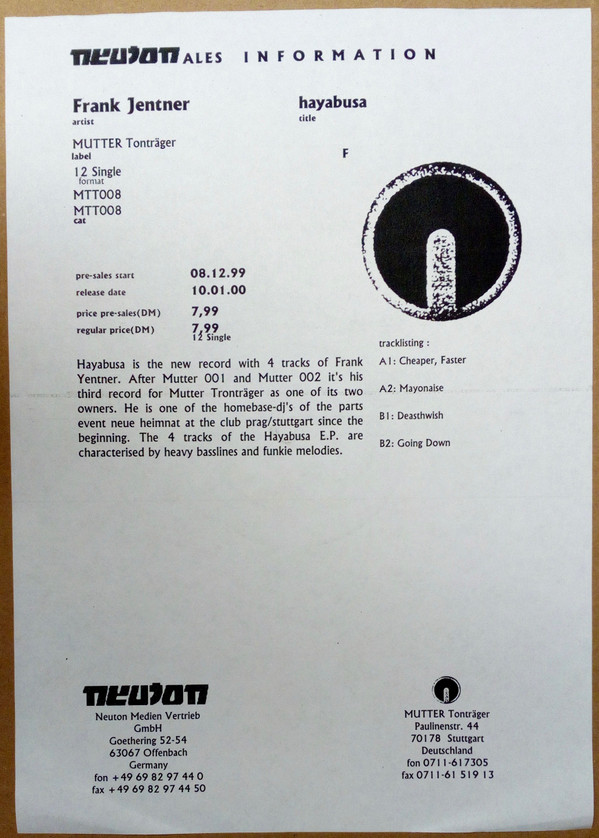 neuton ALES INFORMATION
Frank Jentner
artist
hayabusa
title
MUTTER Tonträger
label
F
12 Single
format
MTT008
MTT008
cat
pre-sales start 08.12.99
release date 10.01.00
price pre-sales(DM) 7,99
regular price(DM) 7,99
12 Single
Hayabusa is the new record with 4 tracks of Frank
Yentner. After Mutter 001 and Mutter 002 it's his
third record for Mutter Tronträger as one of its two
owners. He is one of the homebase-dj's of the parts
event neue heimnat at the club prag/stuttgart since the
beginning. The 4 tracks of the Hayabusa E.P. are
characterised by heavy basslines and funkie melodies.
tracklisting :
A1: Cheaper, Faster
A2: Mayonaise
B1: Deasthwish
B2: Going Down
neuton
Neuton Medien Vertrieb
GmbH
Goethering 52-54
63067 Offenbach
Germany
fon +49 69 82 97 44 0
fax +49 69 82 97 44 50
MUTTER Tonträger
Paulinenstr. 44
70178 Stuttgart
Deutschland
fon 0711-617305
fax 0711-61 519 13